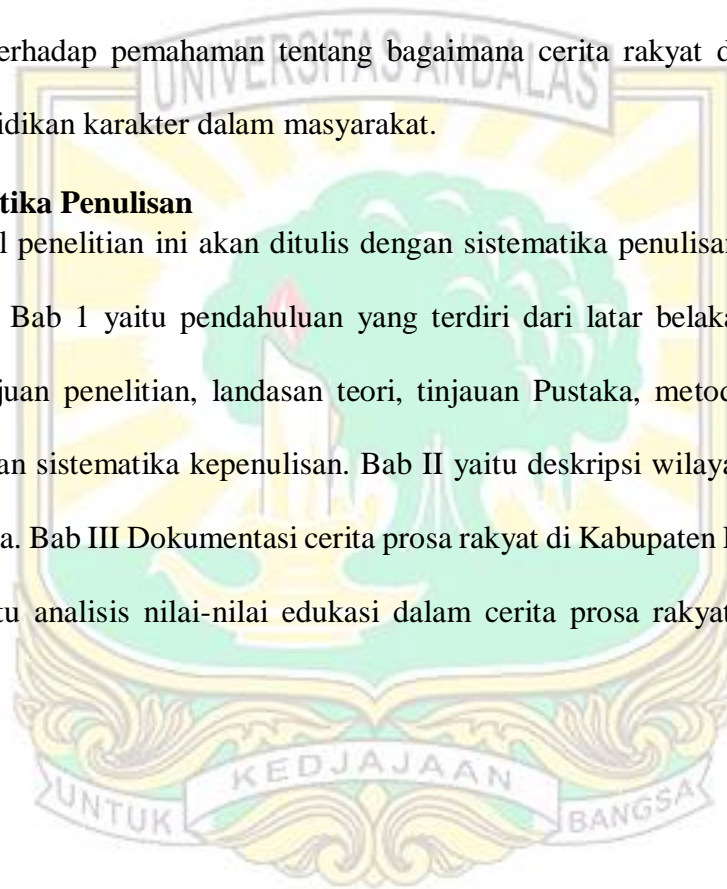 UNIVERSITAS ANDALAS
erhadap pemahaman tentang bagaimana cerita rakyat d
idikan karakter dalam masyarakat.
tika Penulisan
l penelitian ini akan ditulis dengan sistematika penulisan
Bab 1 yaitu pendahuluan yang terdiri dari latar belaka
juan penelitian, landasan teori, tinjauan Pustaka, metod
an sistematika kepenulisan. Bab II yaitu deskripsi wilaya
a. Bab III Dokumentasi cerita prosa rakyat di Kabupaten
tu analisis nilai-nilai edukasi dalam cerita prosa rakyat
UNTUK KEDJAJAAN BANGSA